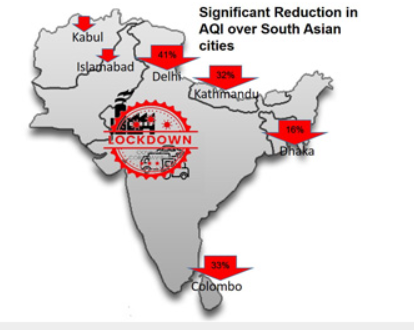 Significant Reduction in
AQI over South Asian
cities
Kabul
Islamabad
41%
Delhi
32%
Kathmandu
LOCKDOWN
16%
Dhaka
33%
Colombo